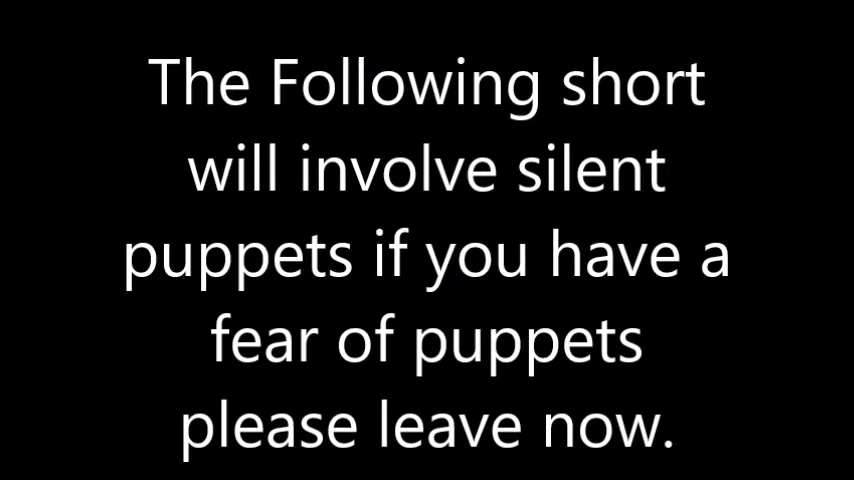 The Following short
will involve silent
puppets if you have a
fear of puppets
please leave now.